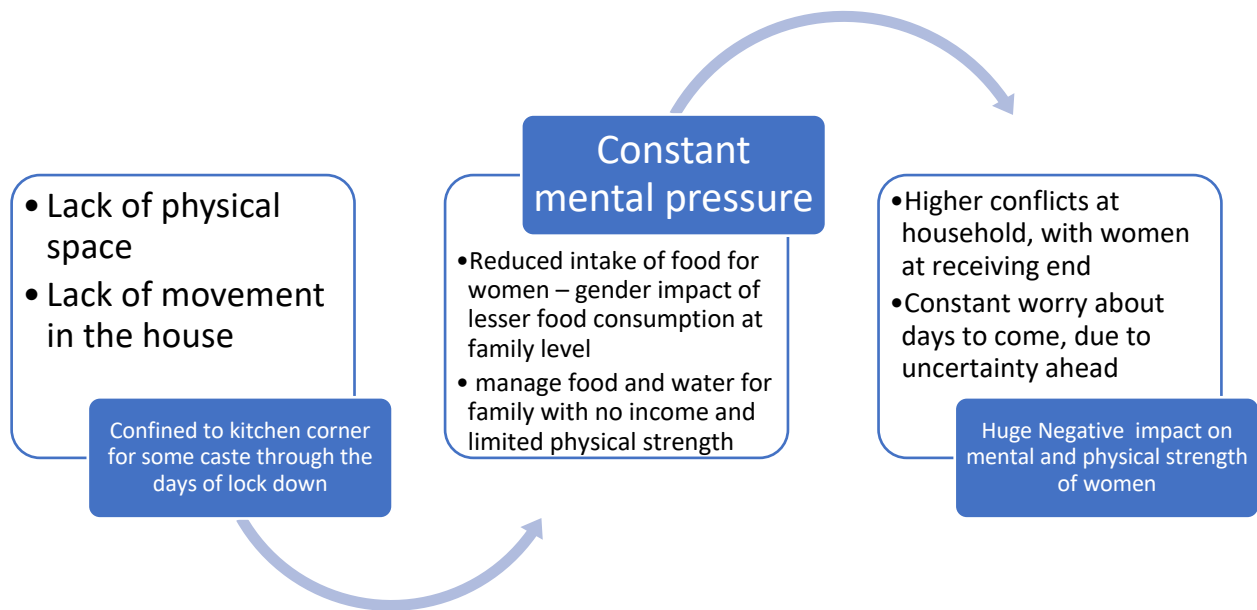 • Lack of physical
space
• Lack of movement
in the house
Confined to kitchen corner
for some caste through the
days of lock down
Constant
mental pressure
•Reduced intake of food for
women – gender impact of
lesser food consumption at
family level
• manage food and water for
family with no income and
limited physical strength
•Higher conflicts at
household, with women
at receiving end
•Constant worry about
days to come, due to
uncertainty ahead
Huge Negative  impact on
mental and physical strength
of women